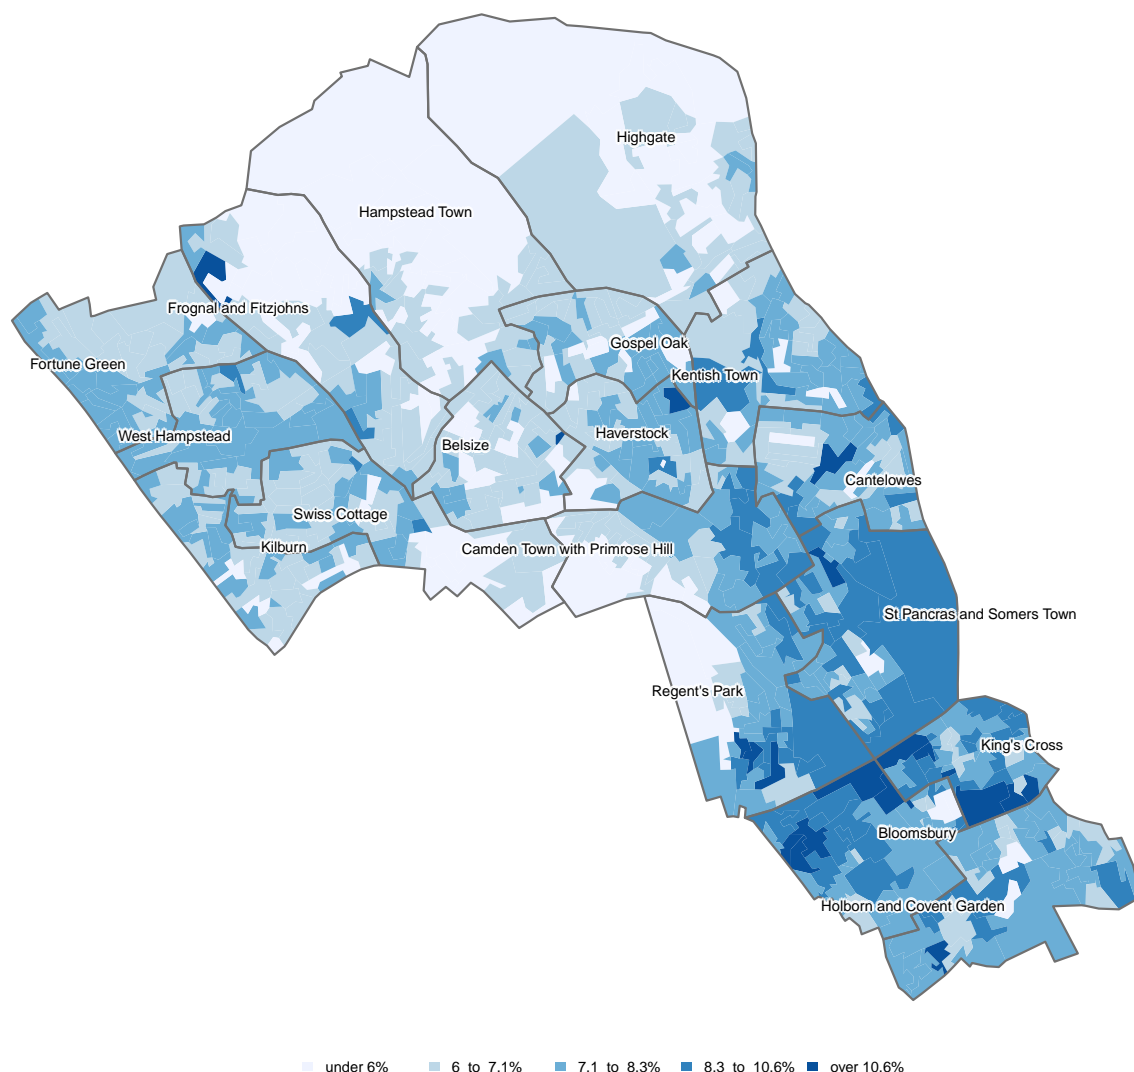 Highgate
Hampstead Town
Frognal and Fitzjohns
Gospel Oak
Fortune Green
Kentish Town
West Hampstead
Haverstock
Belsize
Cantelowes
Swiss Cottage
Kilburn
Camden Town with Primrose Hill
St Pancras and Somers Town
Regent's Park
King's Cross
Bloomsbury
Holborn and Covent Garden
under 6% 6 to 7.1% 7.1 to 8.3% 8.3 to 10.6% over 10.6%